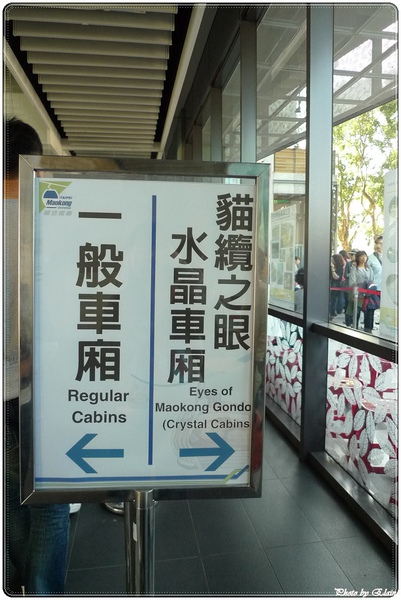 Maokong
一般車廂
Regular
Cabins
貓纜之眼
水晶車廂
Eyes of
Maokong Gondo
(Crystal Cabins
Photo by Elain